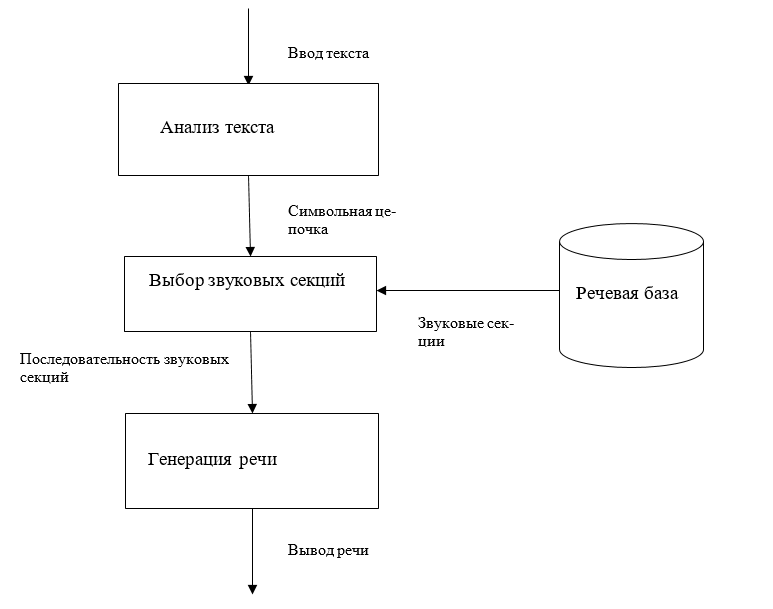 Ввод текста
Анализ текста
Символьная це-
почка
Выбор звуковых секций
Речевая база
Звуковые сек-
ции
Последовательность звуковых
секций
Генерация речи
Вывод речи